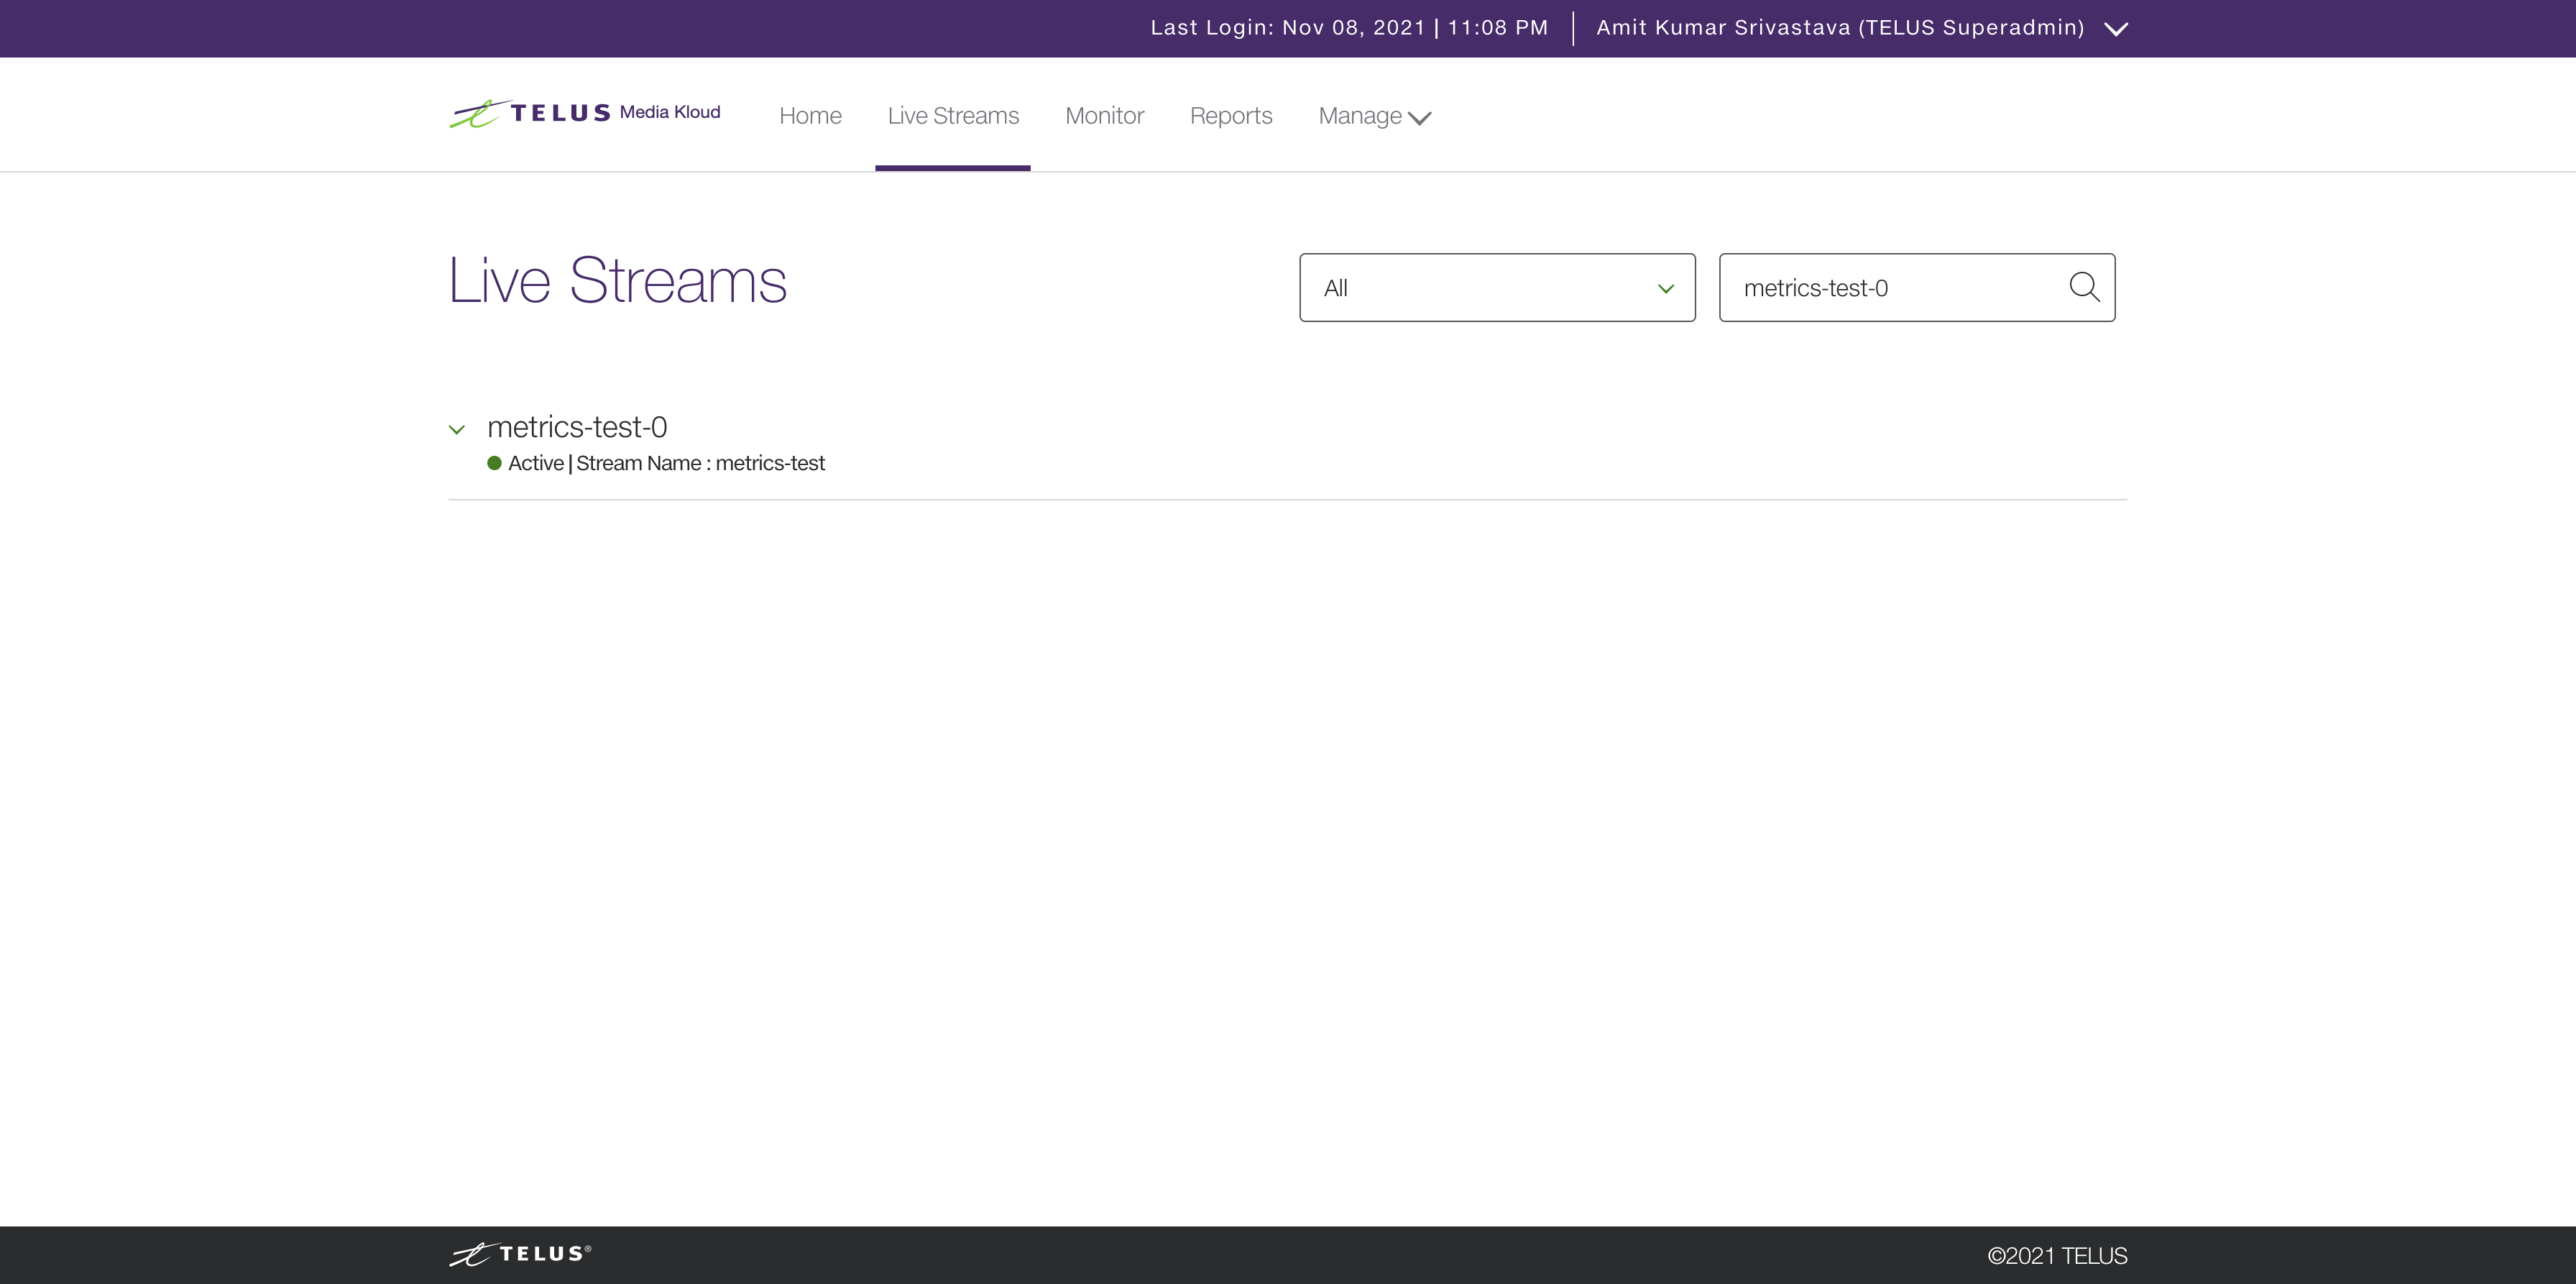 Last Login: Nov 08, 2021 | 11:08 PM
Amit Kumar Srivastava (TELUS Superadmin)
TELUS Media Kloud
Home
Live Streams
Monitor
Reports
Manage
Live Streams
All
metrics-test-0
metrics-test-0
Active | Stream Name : metrics-test
TELUS®
©2021 TELUS